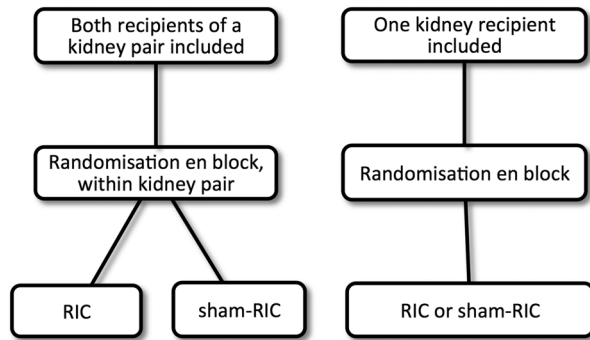 Both recipients of a
kidney pair included
Randomisation en block,
within kidney pair
RIC
sham-RIC
One kidney recipient
included
Randomisation en block
RIC or sham-RIC